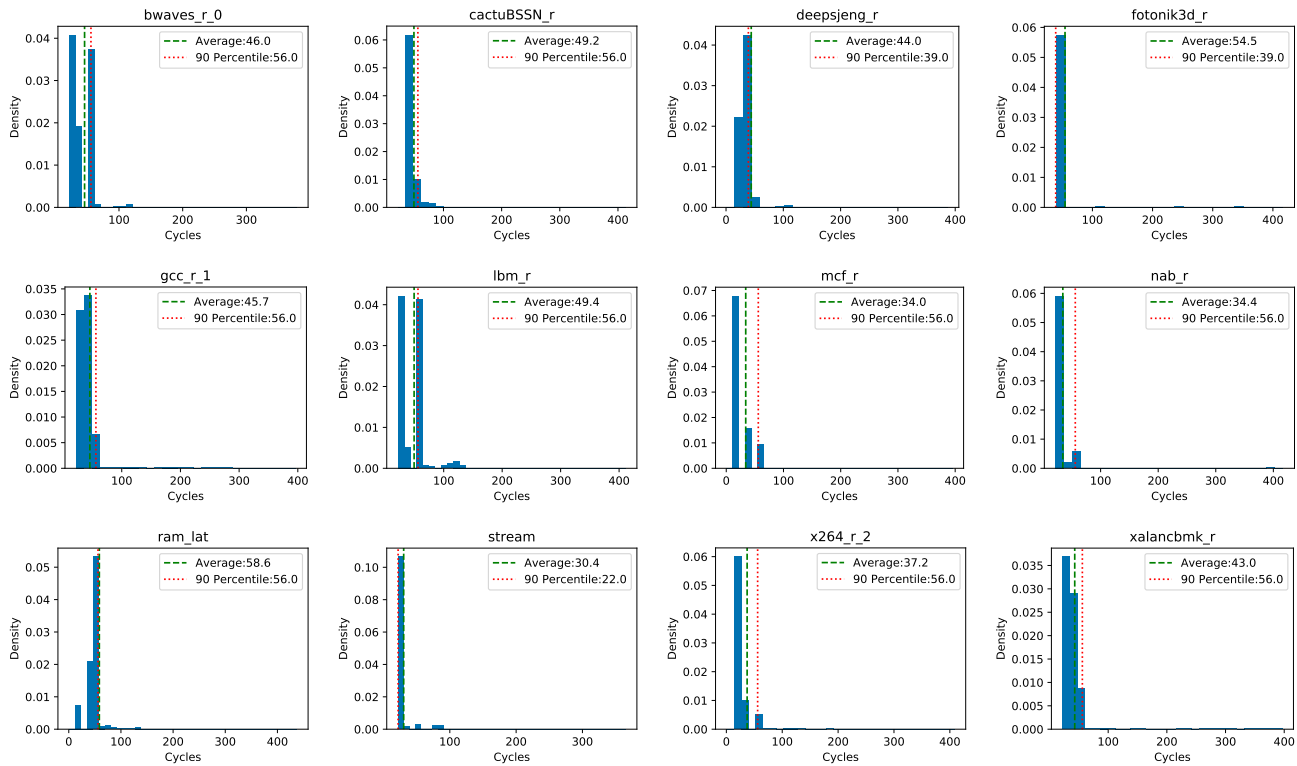 bwaves_r_0
Density
0.04
0.03
0.02
0.01
0.00
Average:46.0
90 Percentile:56.0
100
200
300
Cycles
cactuBSSN_r
Density
0.06
0.05
0.04
0.03
0.02
0.01
0.00
Average:49.2
90 Percentile:56.0
100
200
300
400
Cycles
deepsjeng_r
Density
0.04
0.03
0.02
0.01
0.00
Average:44.0
90 Percentile:39.0
0
100
200
300
400
Cycles
fotonik3d_r
Density
0.06
0.05
0.04
0.03
0.02
0.01
0.00
Average:54.5
90 Percentile:39.0
100
200
300
400
Cycles
gcc_r_1
Density
0.035
0.030
0.025
0.020
0.015
0.010
0.005
0.000
Average:45.7
90 Percentile:56.0
100
200
300
400
Cycles
lbm_r
Density
0.04
0.03
0.02
0.01
0.00
Average:49.4
90 Percentile:56.0
100
200
300
400
Cycles
mcf_r
Density
0.07
0.06
0.05
0.04
0.03
0.02
0.01
0.00
Average:34.0
90 Percentile:56.0
0
100
200
300
400
Cycles
nab_r
Density
0.06
0.05
0.04
0.03
0.02
0.01
0.00
Average:34.4
90 Percentile:56.0
100
200
300
400
Cycles
ram_lat
Density
0.05
0.04
0.03
0.02
0.01
0.00
Average:58.6
90 Percentile:56.0
0
100
200
300
400
Cycles
stream
Density
0.10
0.08
0.06
0.04
0.02
0.00
Average:30.4
90 Percentile:22.0
100
200
300
Cycles
x264_r_2
Density
0.06
0.05
0.04
0.03
0.02
0.01
0.00
Average:37.2
90 Percentile:56.0
0
100
200
300
400
Cycles
xalancbmk_r
Density
0.035
0.030
0.025
0.020
0.015
0.010
0.005
0.000
Average:43.0
90 Percentile:56.0
100
200
300
400
Cycles